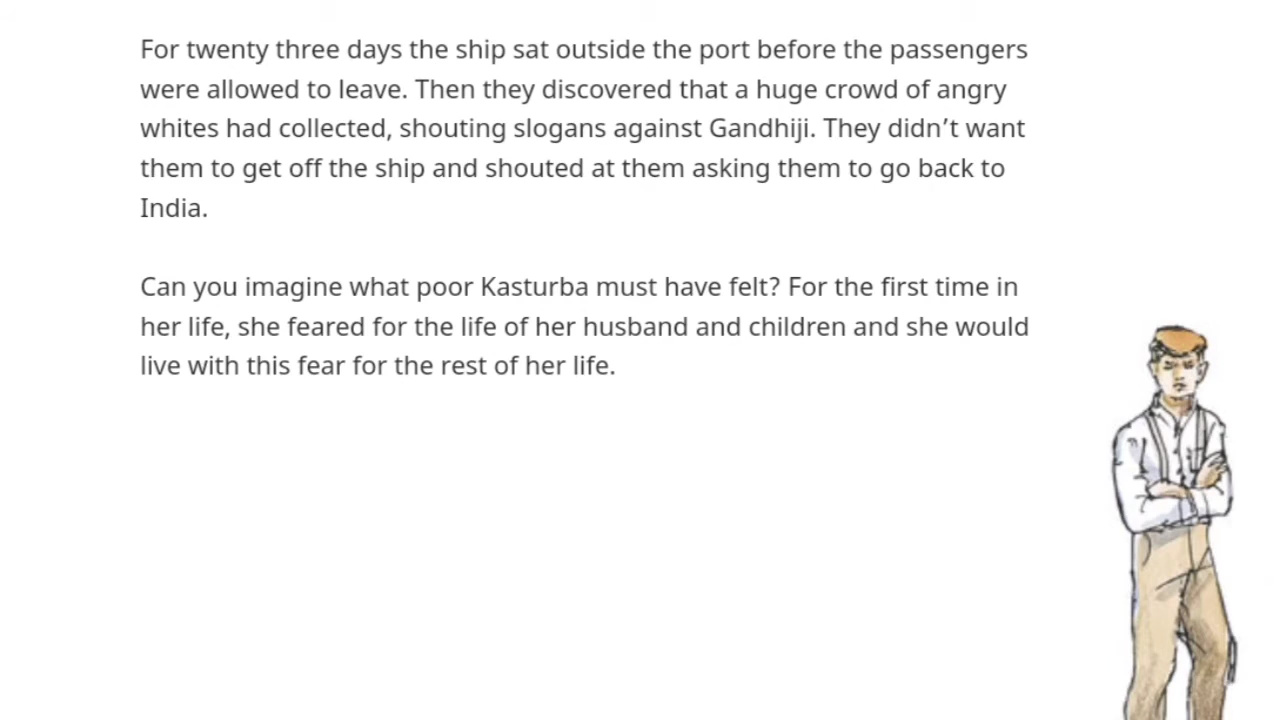 For twenty three days the ship sat outside the port before the passengers
were allowed to leave. Then they discovered that a huge crowd of angry
whites had collected, shouting slogans against Gandhiji. They didn’t want
them to get off the ship and shouted at them asking them to go back to
India.
Can you imagine what poor Kasturba must have felt? For the first time in
her life, she feared for the life of her husband and children and she would
live with this fear for the rest of her life.